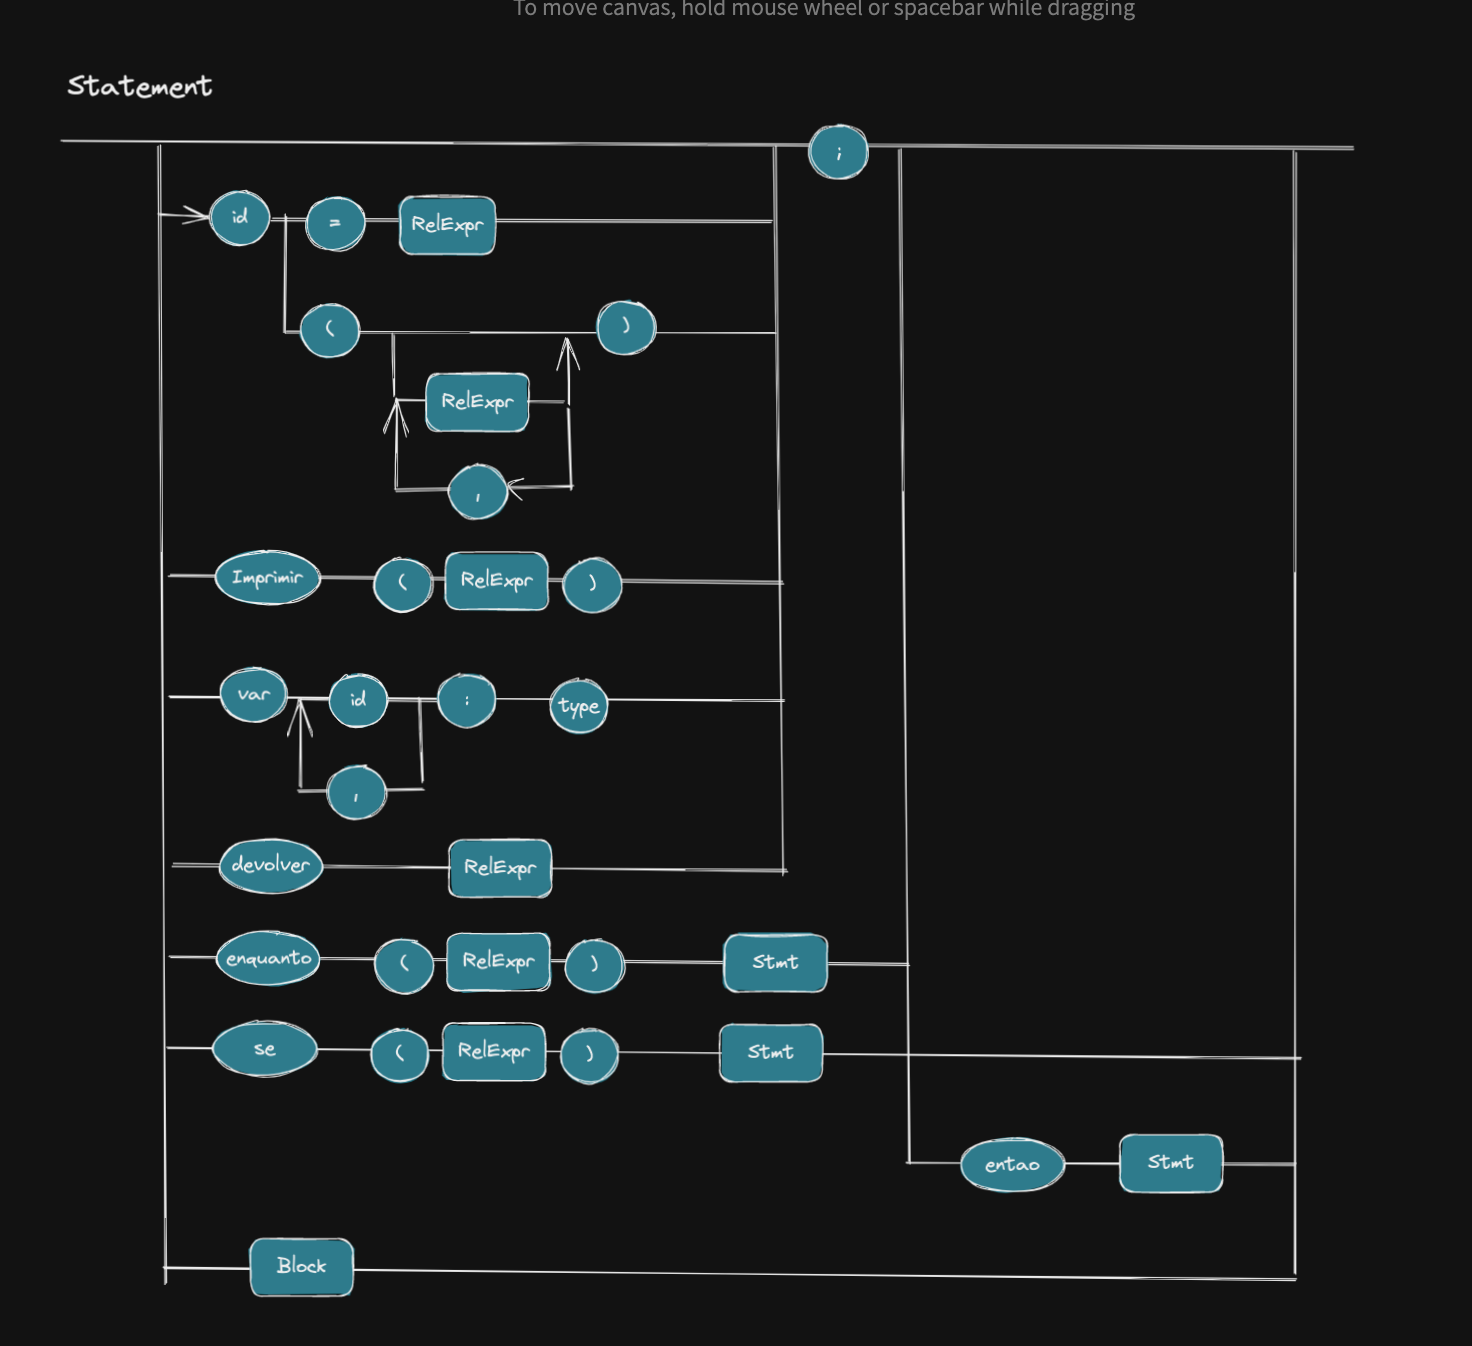 To move canvas, hold mouse wheel or spacebar while dragging
Statement
;
id = RelExpr
( )
RelExpr
,
Imprimir ( RelExpr )
var id : type
,
devolver RelExpr
enquanto ( RelExpr ) Stmt
se ( RelExpr ) Stmt
entao Stmt
Block